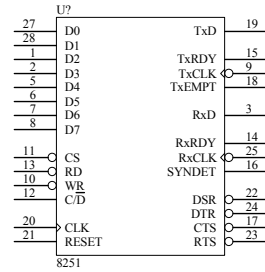 U?
27 D0 TxD 19
28 D1
1 D2 TxRDY 15
2 D3 TxCLK 9
5 D4 TxEMPT 18
6 D5
7 D6 RxD 3
8 D7
RxRDY 14
11 CS RxCLK 25
13 RD SYNDET 16
10 WR
12 C/D̅ DSR 22
DTR 24
20 CLK CTS 17
21 RESET RTS 23
8251